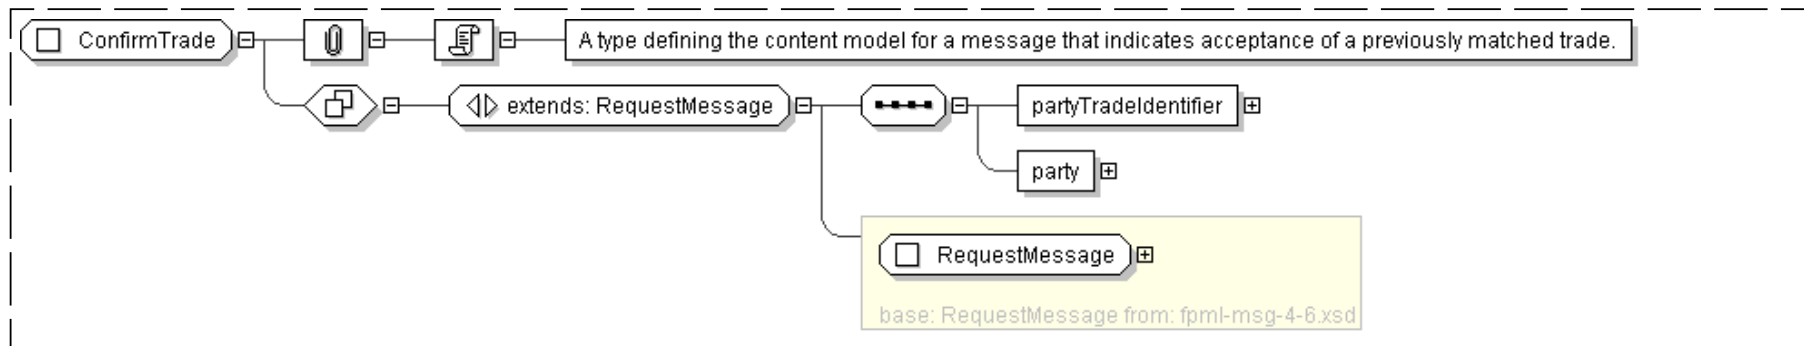 ConfirmTrade
A type defining the content model for a message that indicates acceptance of a previously matched trade.
extends: RequestMessage
partyTradeIdentifier
party
RequestMessage
base: RequestMessage from: fpml-msg-4-6.xsd